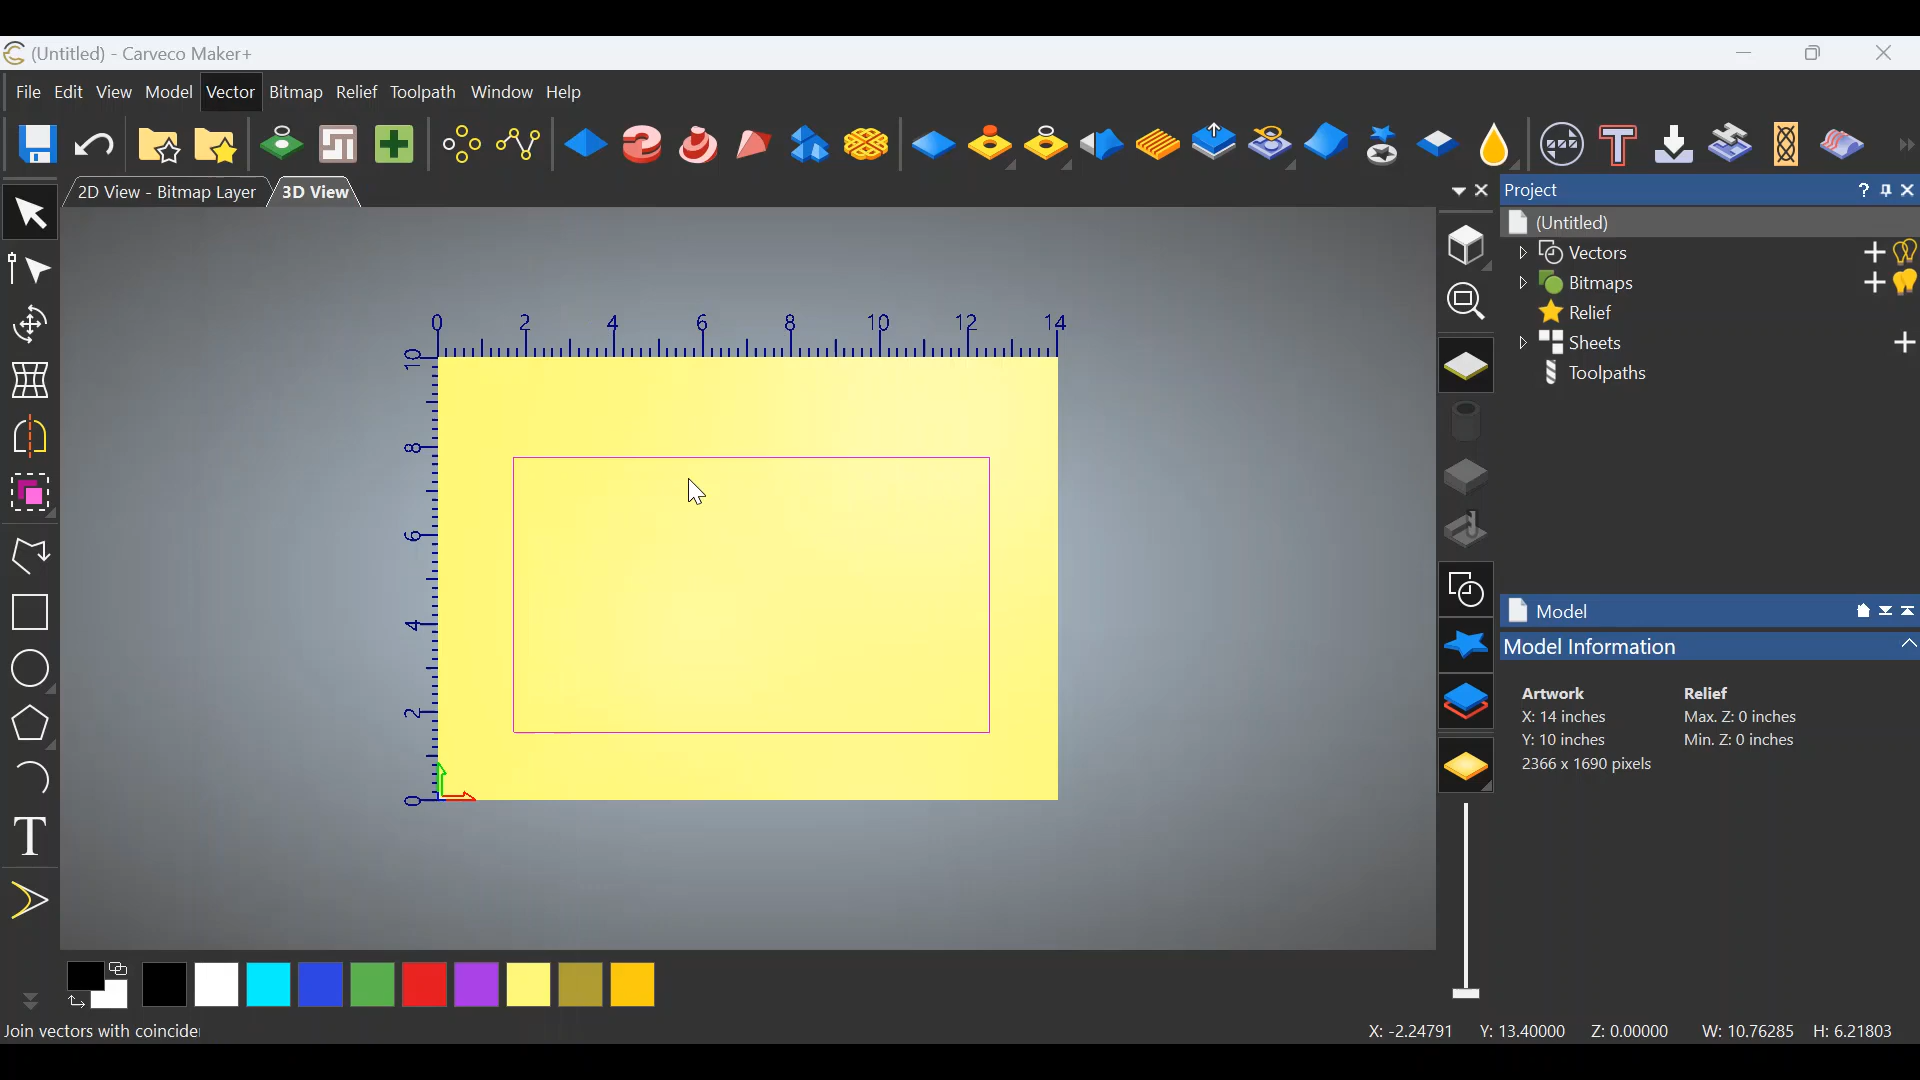 (Untitled) - Carveco Maker+
File Edit View Model Vector Bitmap Relief Toolpath Window Help
2D View - Bitmap Layer 3D View
Project
(Untitled)
Vectors
Bitmaps
Relief
Sheets
Toolpaths
0 2 4 6 8 10 12 14
10
8
6
4
2
0
Model
Model Information
Artwork Relief
X: 14 inches Max. Z: 0 inches
Y: 10 inches Min. Z: 0 inches
2366 x 1690 pixels
T
Join vectors with coincide
X: -2.24791 Y: 13.40000 Z: 0.00000 W: 10.76285 H: 6.21803